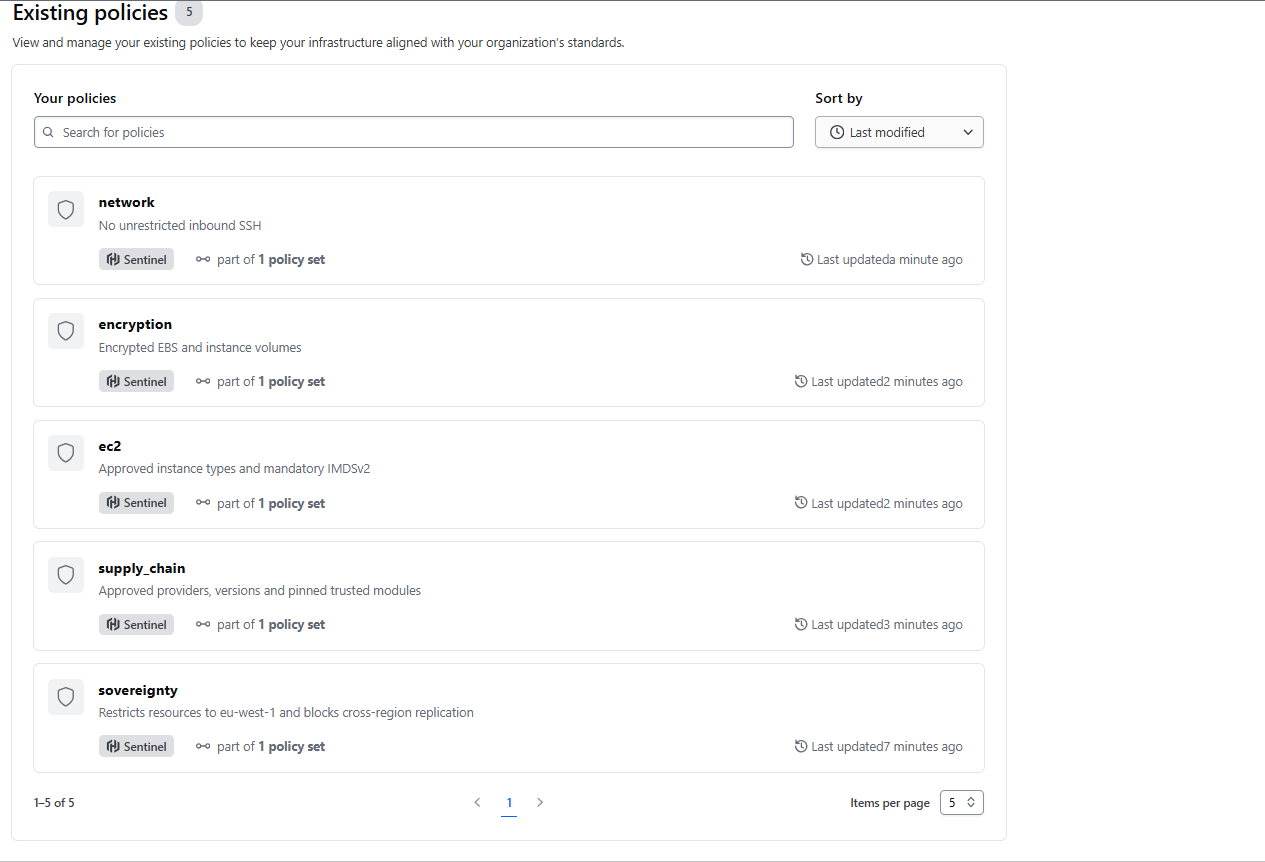 Existing policies 5
View and manage your existing policies to keep your infrastructure aligned with your organization's standards.
Your policies
Sort by
Search for policies
Last modified
network
No unrestricted inbound SSH
Sentinel
part of 1 policy set
Last updateda minute ago
encryption
Encrypted EBS and instance volumes
Sentinel
part of 1 policy set
Last updated2 minutes ago
ec2
Approved instance types and mandatory IMDSv2
Sentinel
part of 1 policy set
Last updated2 minutes ago
supply_chain
Approved providers, versions and pinned trusted modules
Sentinel
part of 1 policy set
Last updated3 minutes ago
sovereignty
Restricts resources to eu-west-1 and blocks cross-region replication
Sentinel
part of 1 policy set
Last updated7 minutes ago
1–5 of 5
1
Items per page
5